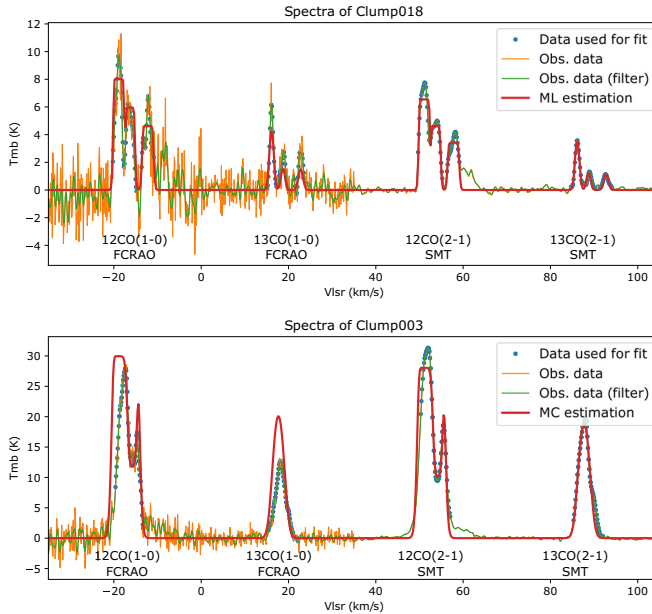 Spectra of Clump018
12
10
8
6
4
2
0
−2
−4
Tmb (K)
Data used for fit
Obs. data
Obs. data (filter)
ML estimation
12CO(1-0)
FCRAO
13CO(1-0)
FCRAO
12CO(2-1)
SMT
13CO(2-1)
SMT
−20
0
20
40
60
80
100
Vlsr (km/s)
Spectra of Clump003
30
25
20
15
10
5
0
−5
Tmb (K)
Data used for fit
Obs. data
Obs. data (filter)
MC estimation
12CO(1-0)
FCRAO
13CO(1-0)
FCRAO
12CO(2-1)
SMT
13CO(2-1)
SMT
−20
0
20
40
60
80
100
Vlsr (km/s)